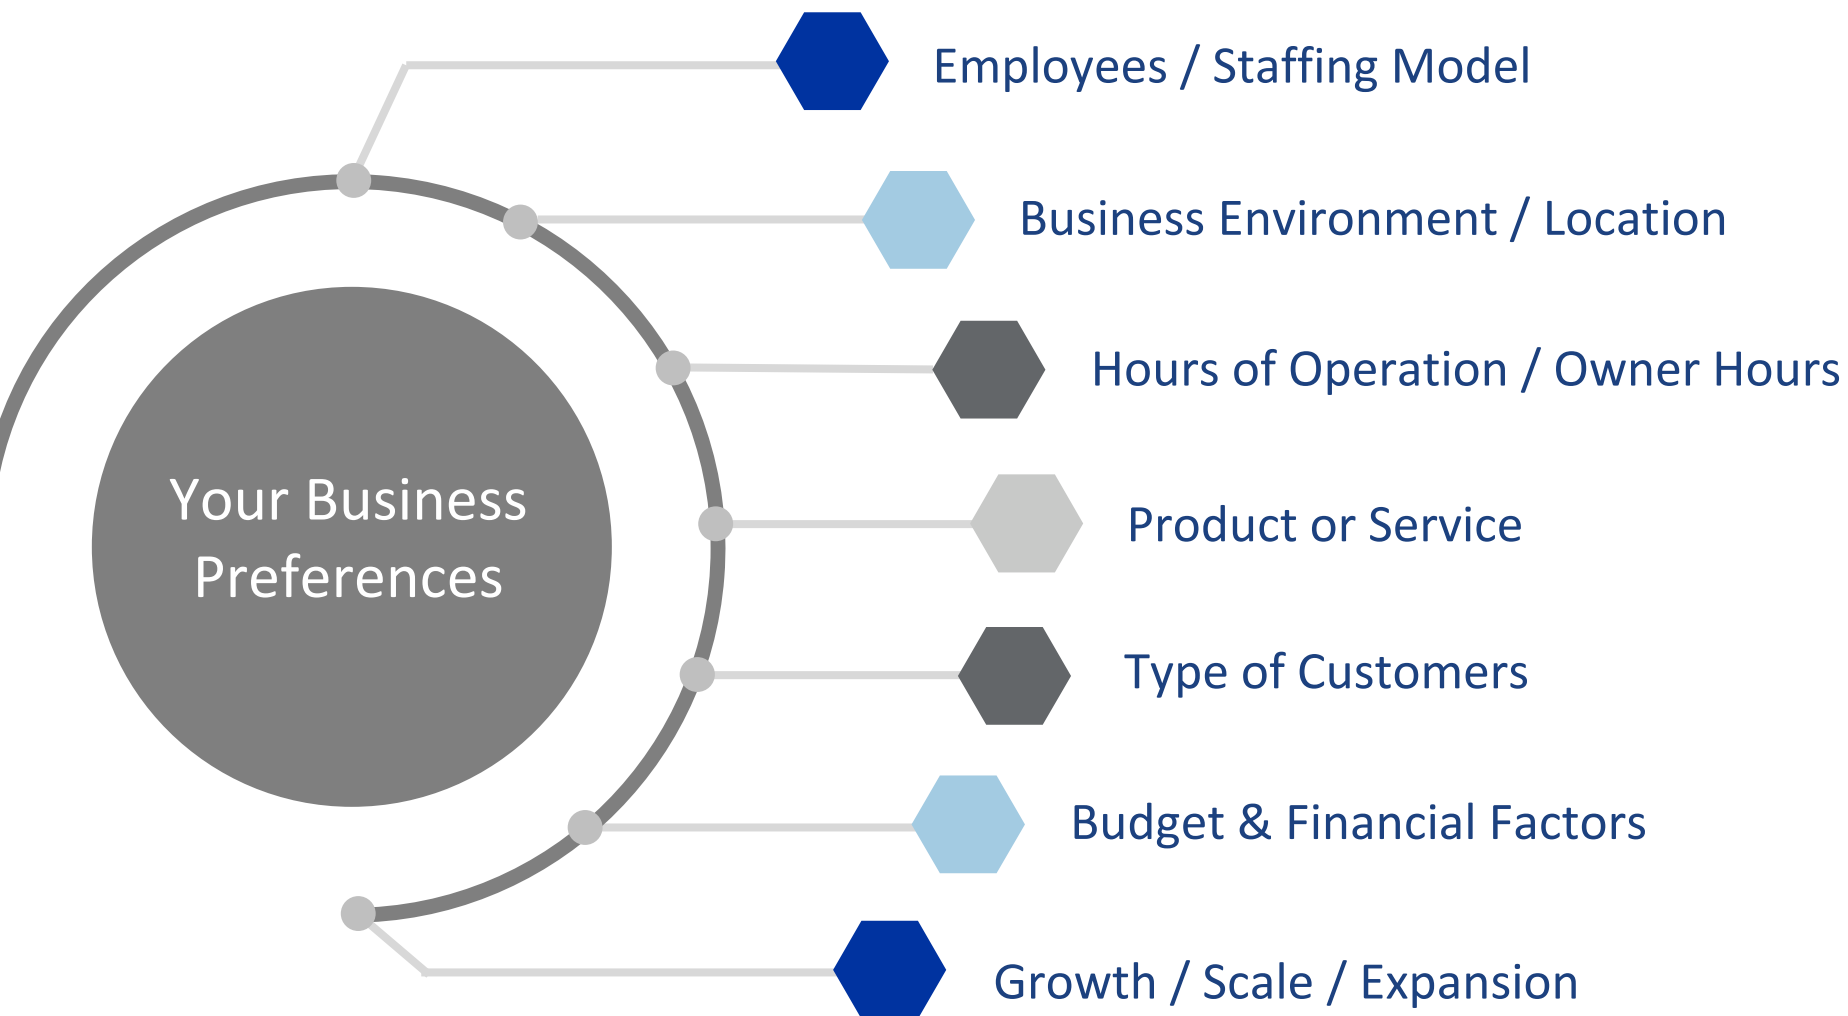 Employees / Staffing Model
Business Environment / Location
Hours of Operation / Owner Hours
Your Business
Preferences
Product or Service
Type of Customers
Budget & Financial Factors
Growth / Scale / Expansion